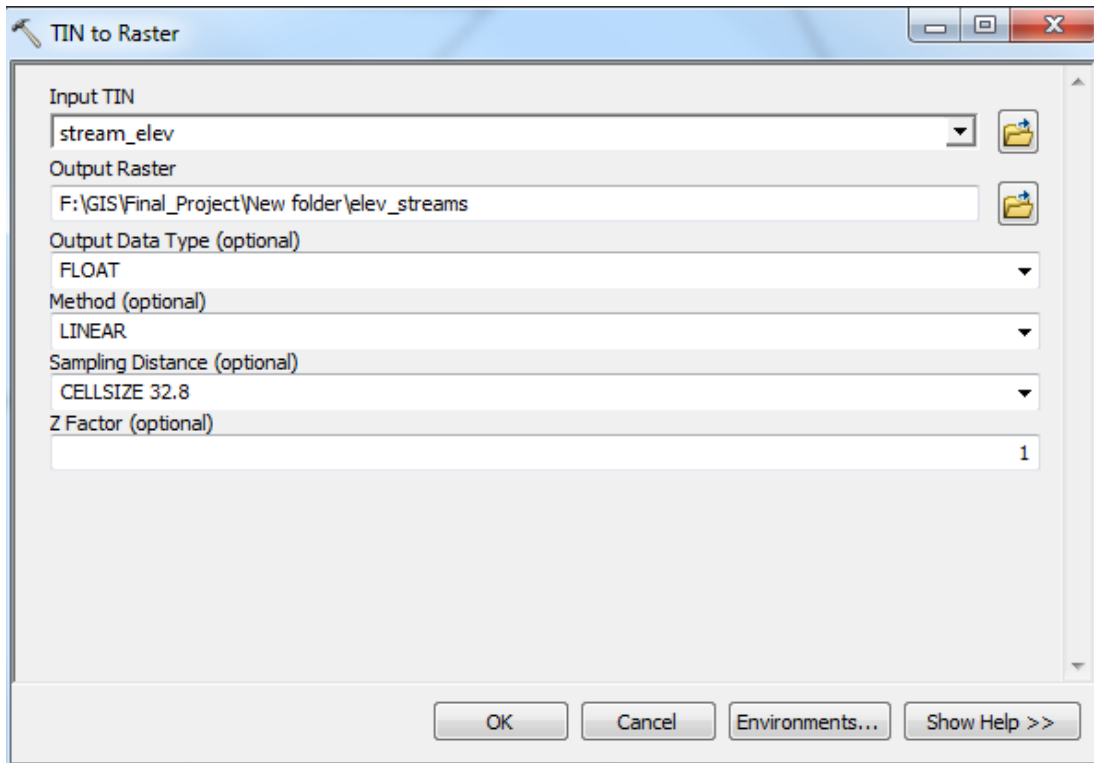 TIN to Raster
Input TIN
stream_elev
Output Raster
F:\GIS\Final_Project\New folder\elev_streams
Output Data Type (optional)
FLOAT
Method (optional)
LINEAR
Sampling Distance (optional)
CELLSIZE 32.8
Z Factor (optional)
1
OK Cancel Environments... Show Help >>